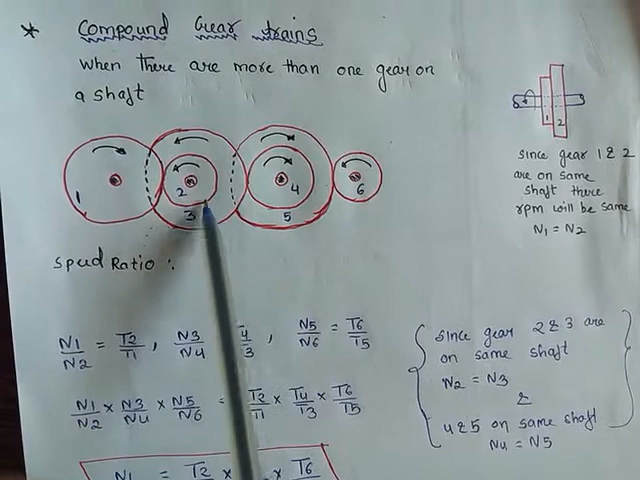 * Compound Gear trains
when there are more than one gear on
a shaft
1 2 3 4 5 6
1 2
since gear 1 & 2
are on same
shaft there
rpm will be same
N1 = N2
Speed Ratio :
N1/N2 = T2/T1 , N3/N4 4/3 , N5/N6 = T6/T5
N1/N2 × N3/N4 × N5/N6 = T2/T1 × T4/T3 × T6/T5
N1 = T2 × × T6
since gear 2 & 3 are
on same shaft
N2 = N3
&
4 & 5 on same shaft
N4 = N5